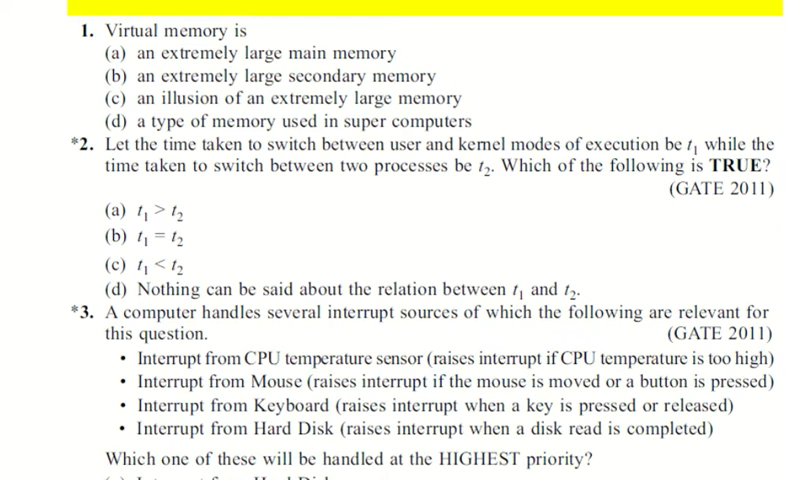 1. Virtual memory is
(a) an extremely large main memory
(b) an extremely large secondary memory
(c) an illusion of an extremely large memory
(d) a type of memory used in super computers
*2. Let the time taken to switch between user and kernel modes of execution be t₁ while the
time taken to switch between two processes be t₂. Which of the following is TRUE?
(GATE 2011)
(a) t₁ > t₂
(b) t₁ = t₂
(c) t₁ < t₂
(d) Nothing can be said about the relation between t₁ and t₂.
*3. A computer handles several interrupt sources of which the following are relevant for
this question. (GATE 2011)
• Interrupt from CPU temperature sensor (raises interrupt if CPU temperature is too high)
• Interrupt from Mouse (raises interrupt if the mouse is moved or a button is pressed)
• Interrupt from Keyboard (raises interrupt when a key is pressed or released)
• Interrupt from Hard Disk (raises interrupt when a disk read is completed)
Which one of these will be handled at the HIGHEST priority?